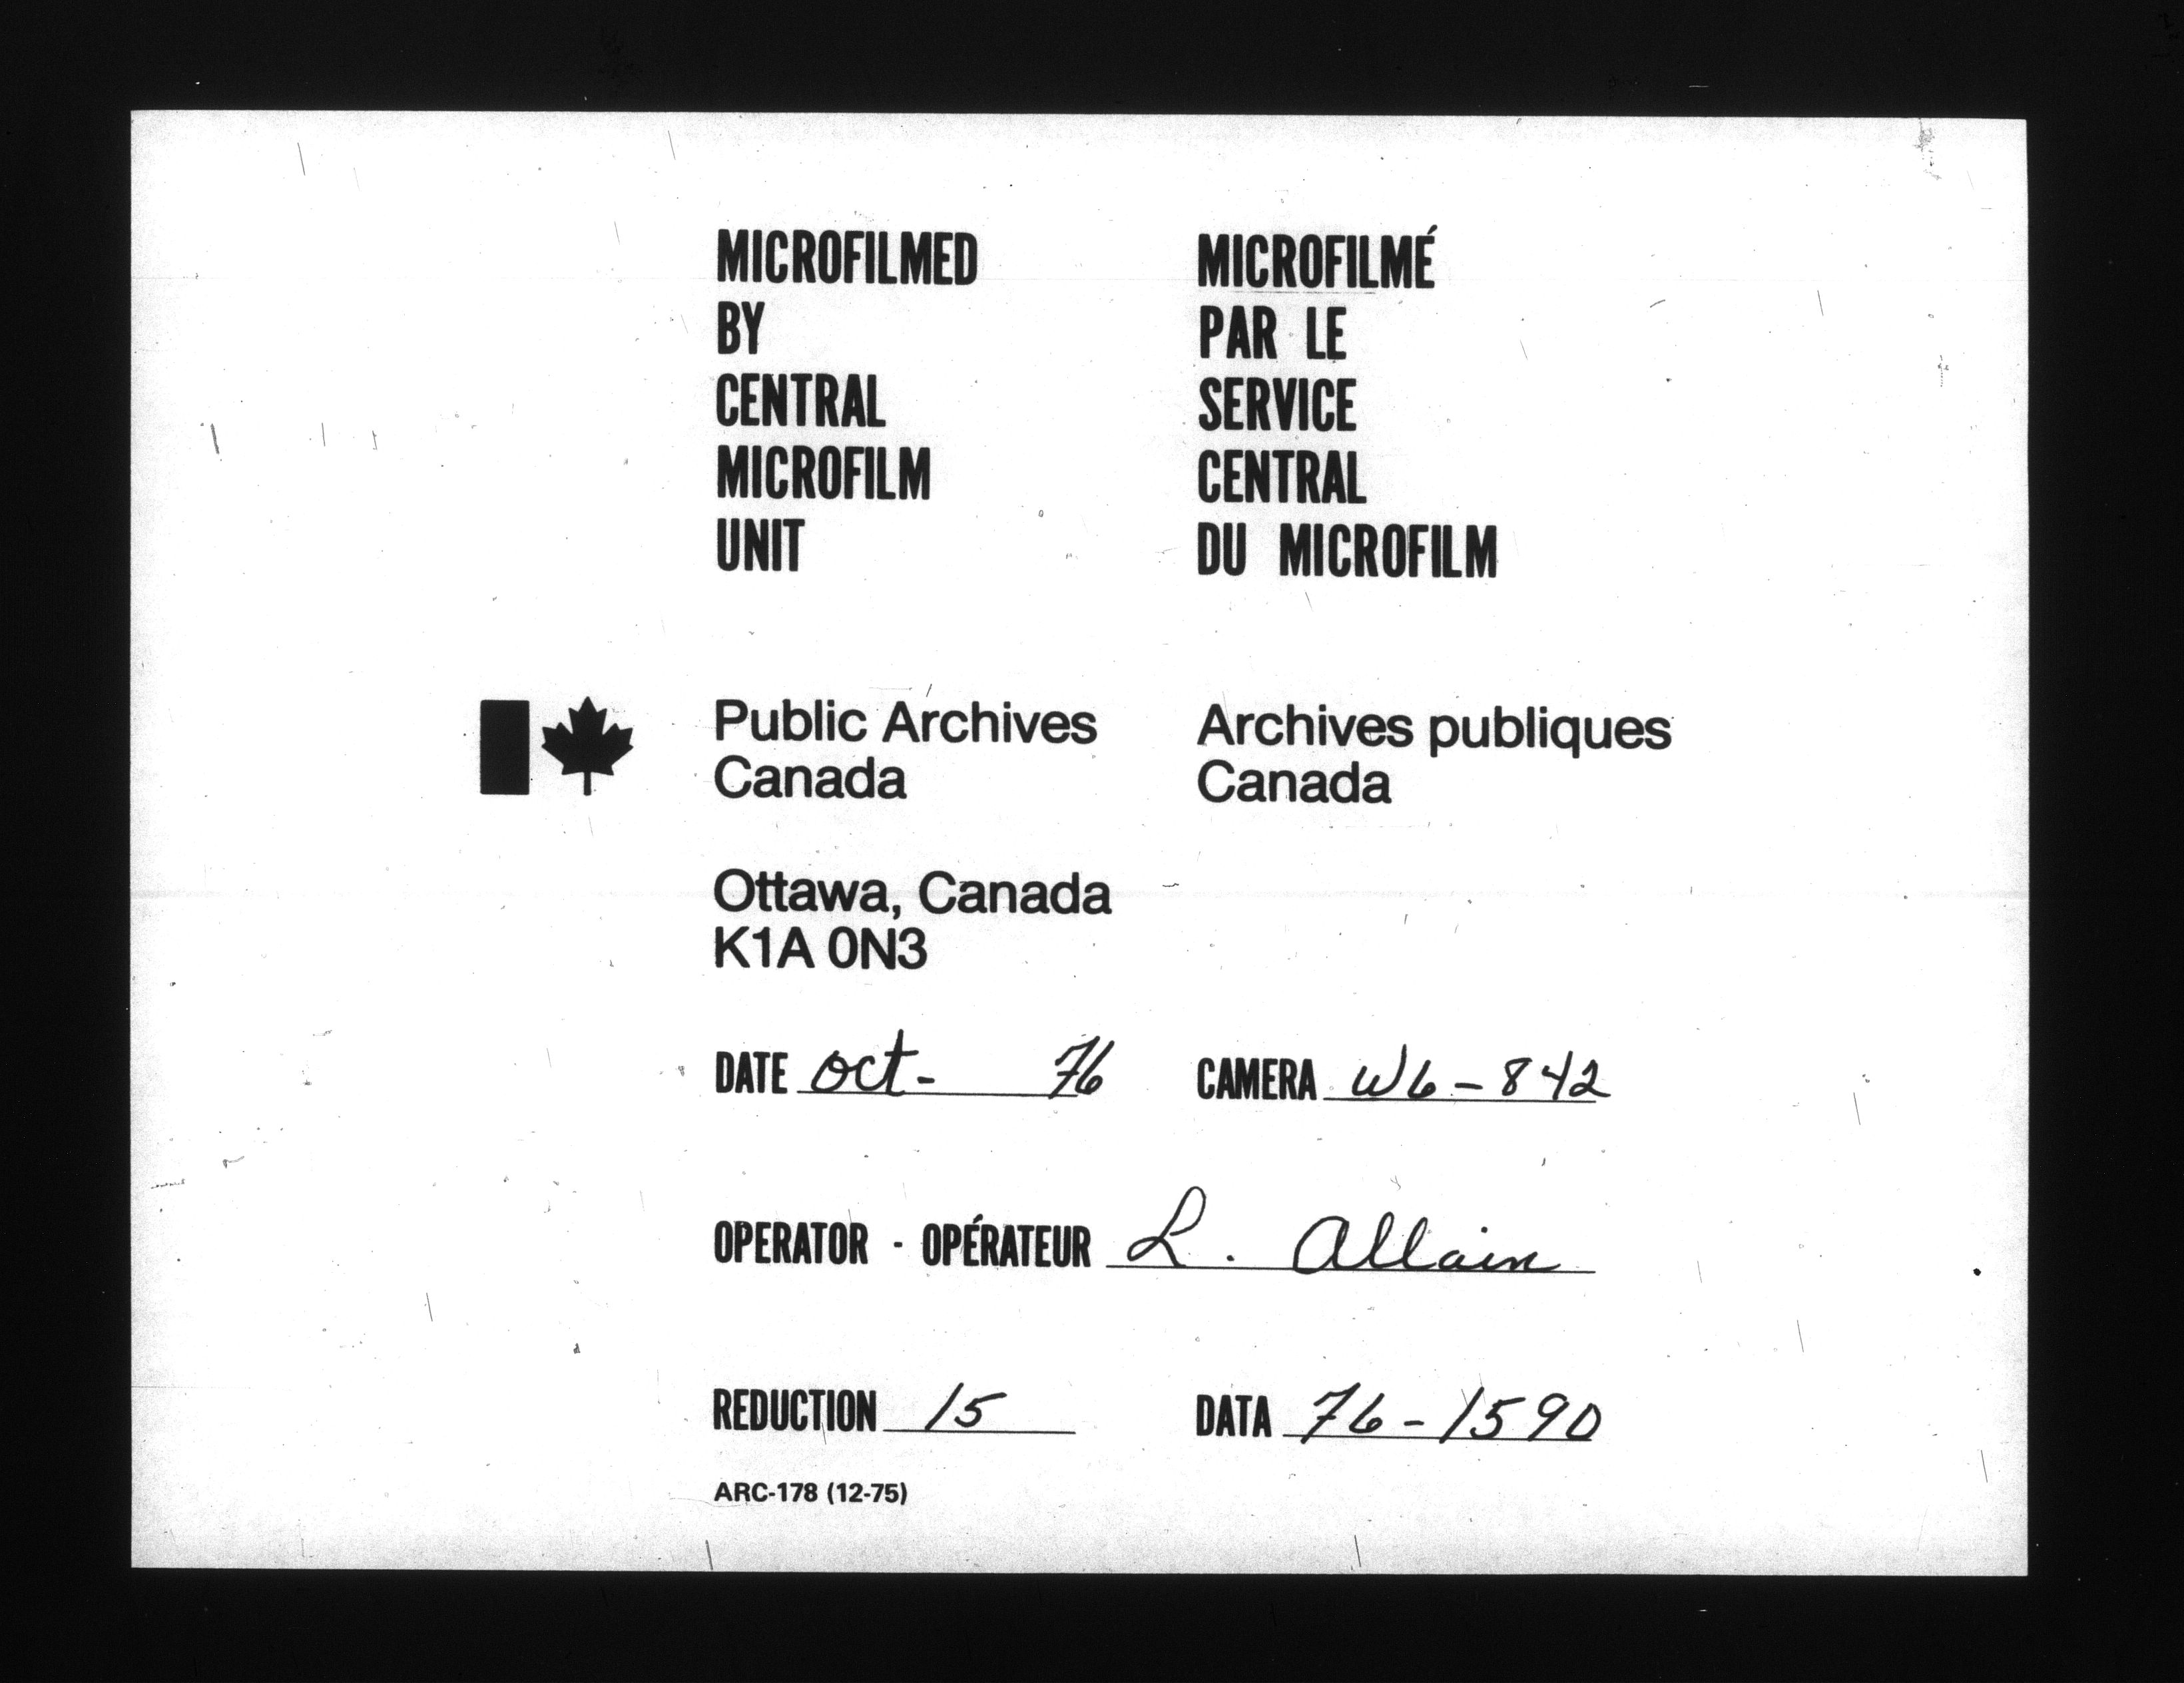 MICROFILMED
BY
CENTRAL
MICROFILM
UNIT
MICROFILMÉ
PAR LE
SERVICE
CENTRAL
DU MICROFILM
Public Archives
Canada
Archives publiques
Canada
Ottawa, Canada
K1A 0N3
DATE oct- 76
CAMERA W6-842
OPERATOR - OPÉRATEUR L. Allain
REDUCTION 15
DATA 76-1590
ARC-178 (12-75)